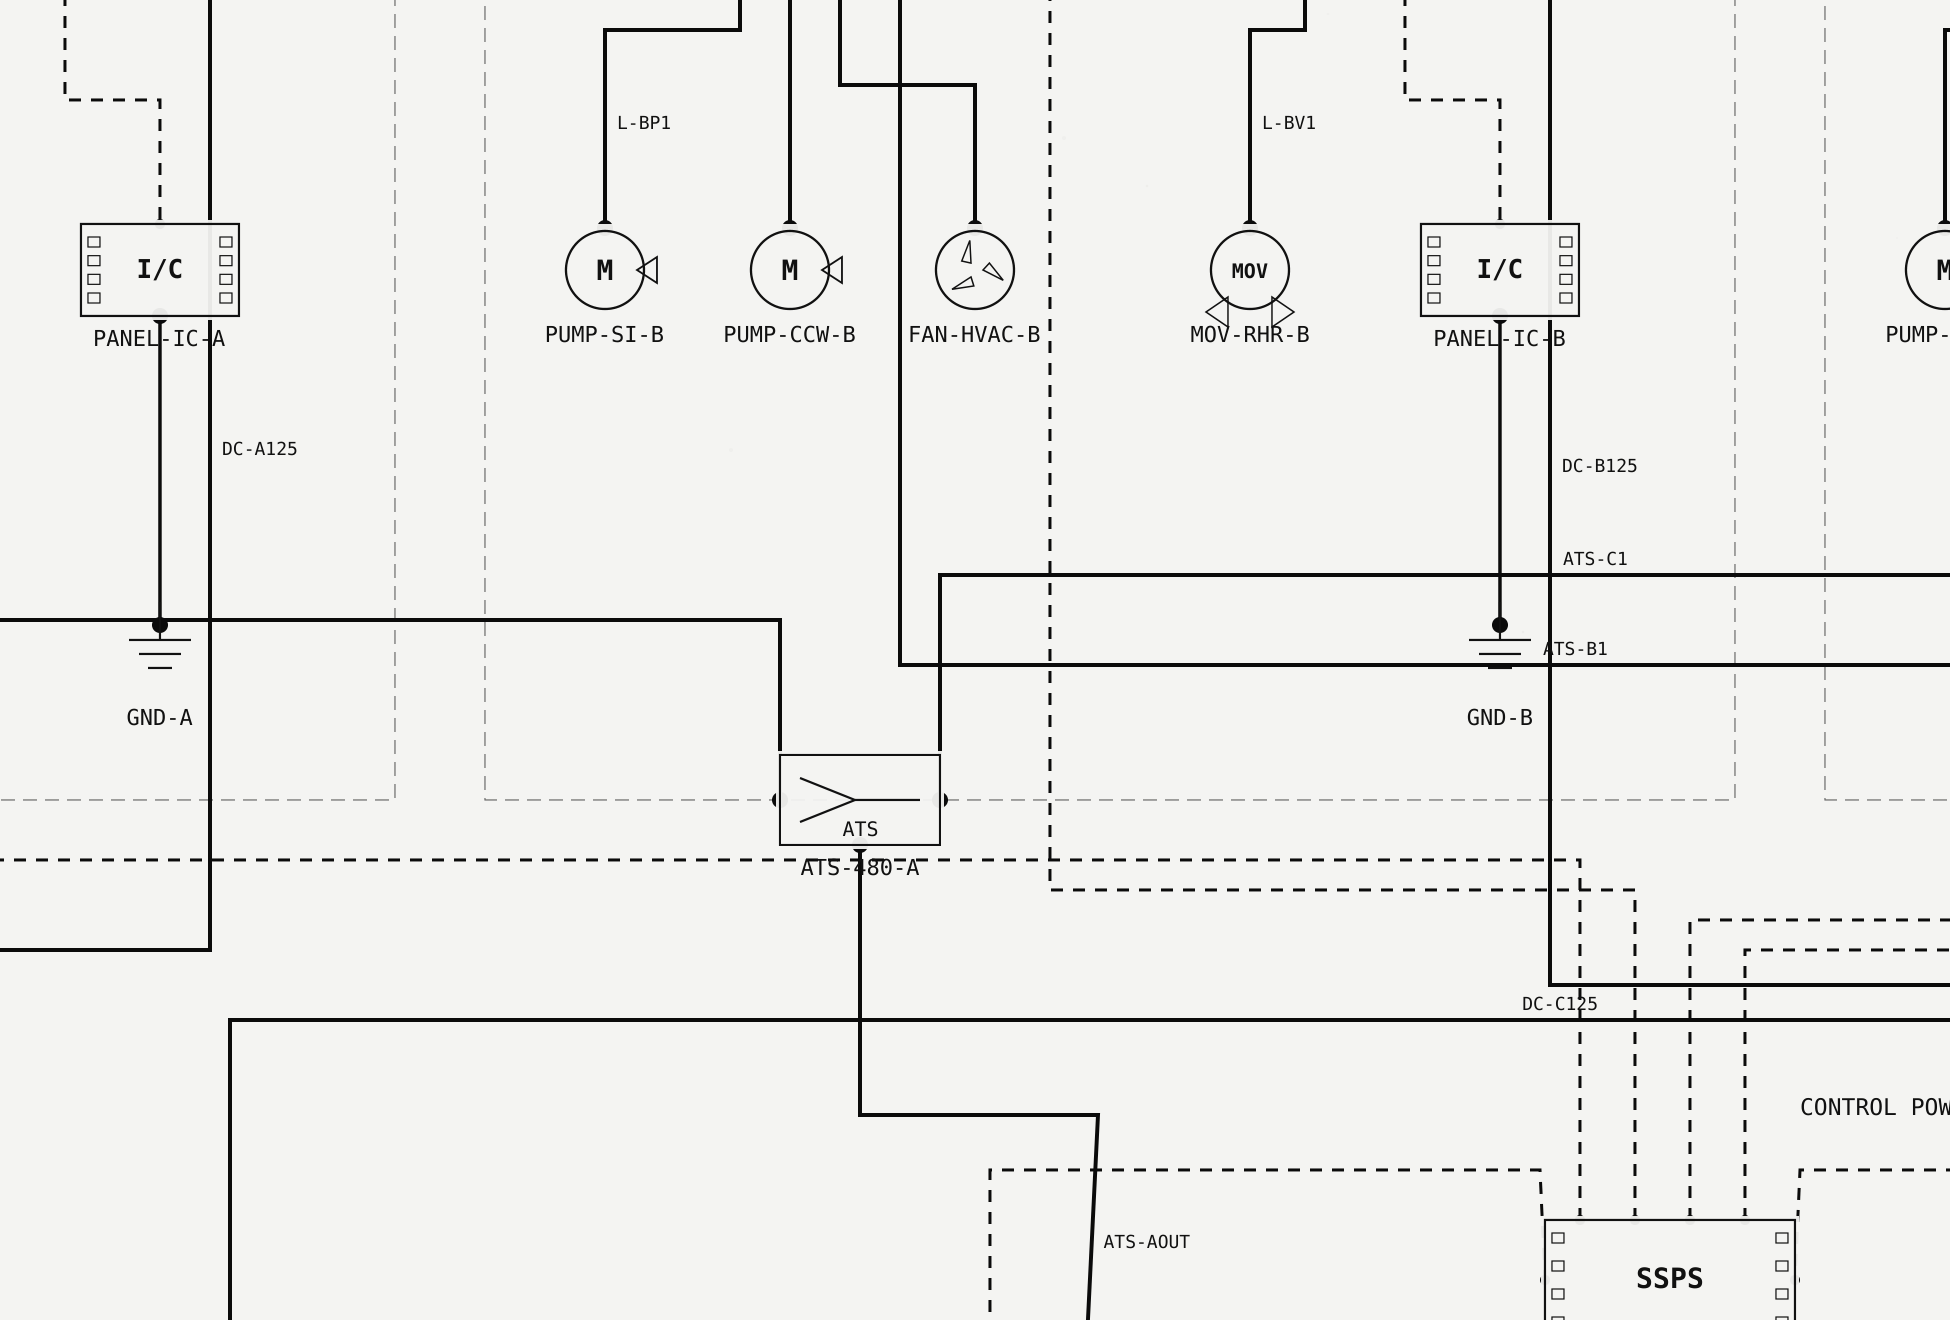 L-BP1
L-BV1
I/C
M
M
MOV
I/C
M
PANEL-IC-A
PUMP-SI-B
PUMP-CCW-B
FAN-HVAC-B
MOV-RHR-B
PANEL-IC-B
PUMP-
DC-A125
DC-B125
ATS-C1
ATS-B1
GND-A
GND-B
ATS
ATS-480-A
DC-C125
CONTROL POW
ATS-AOUT
SSPS